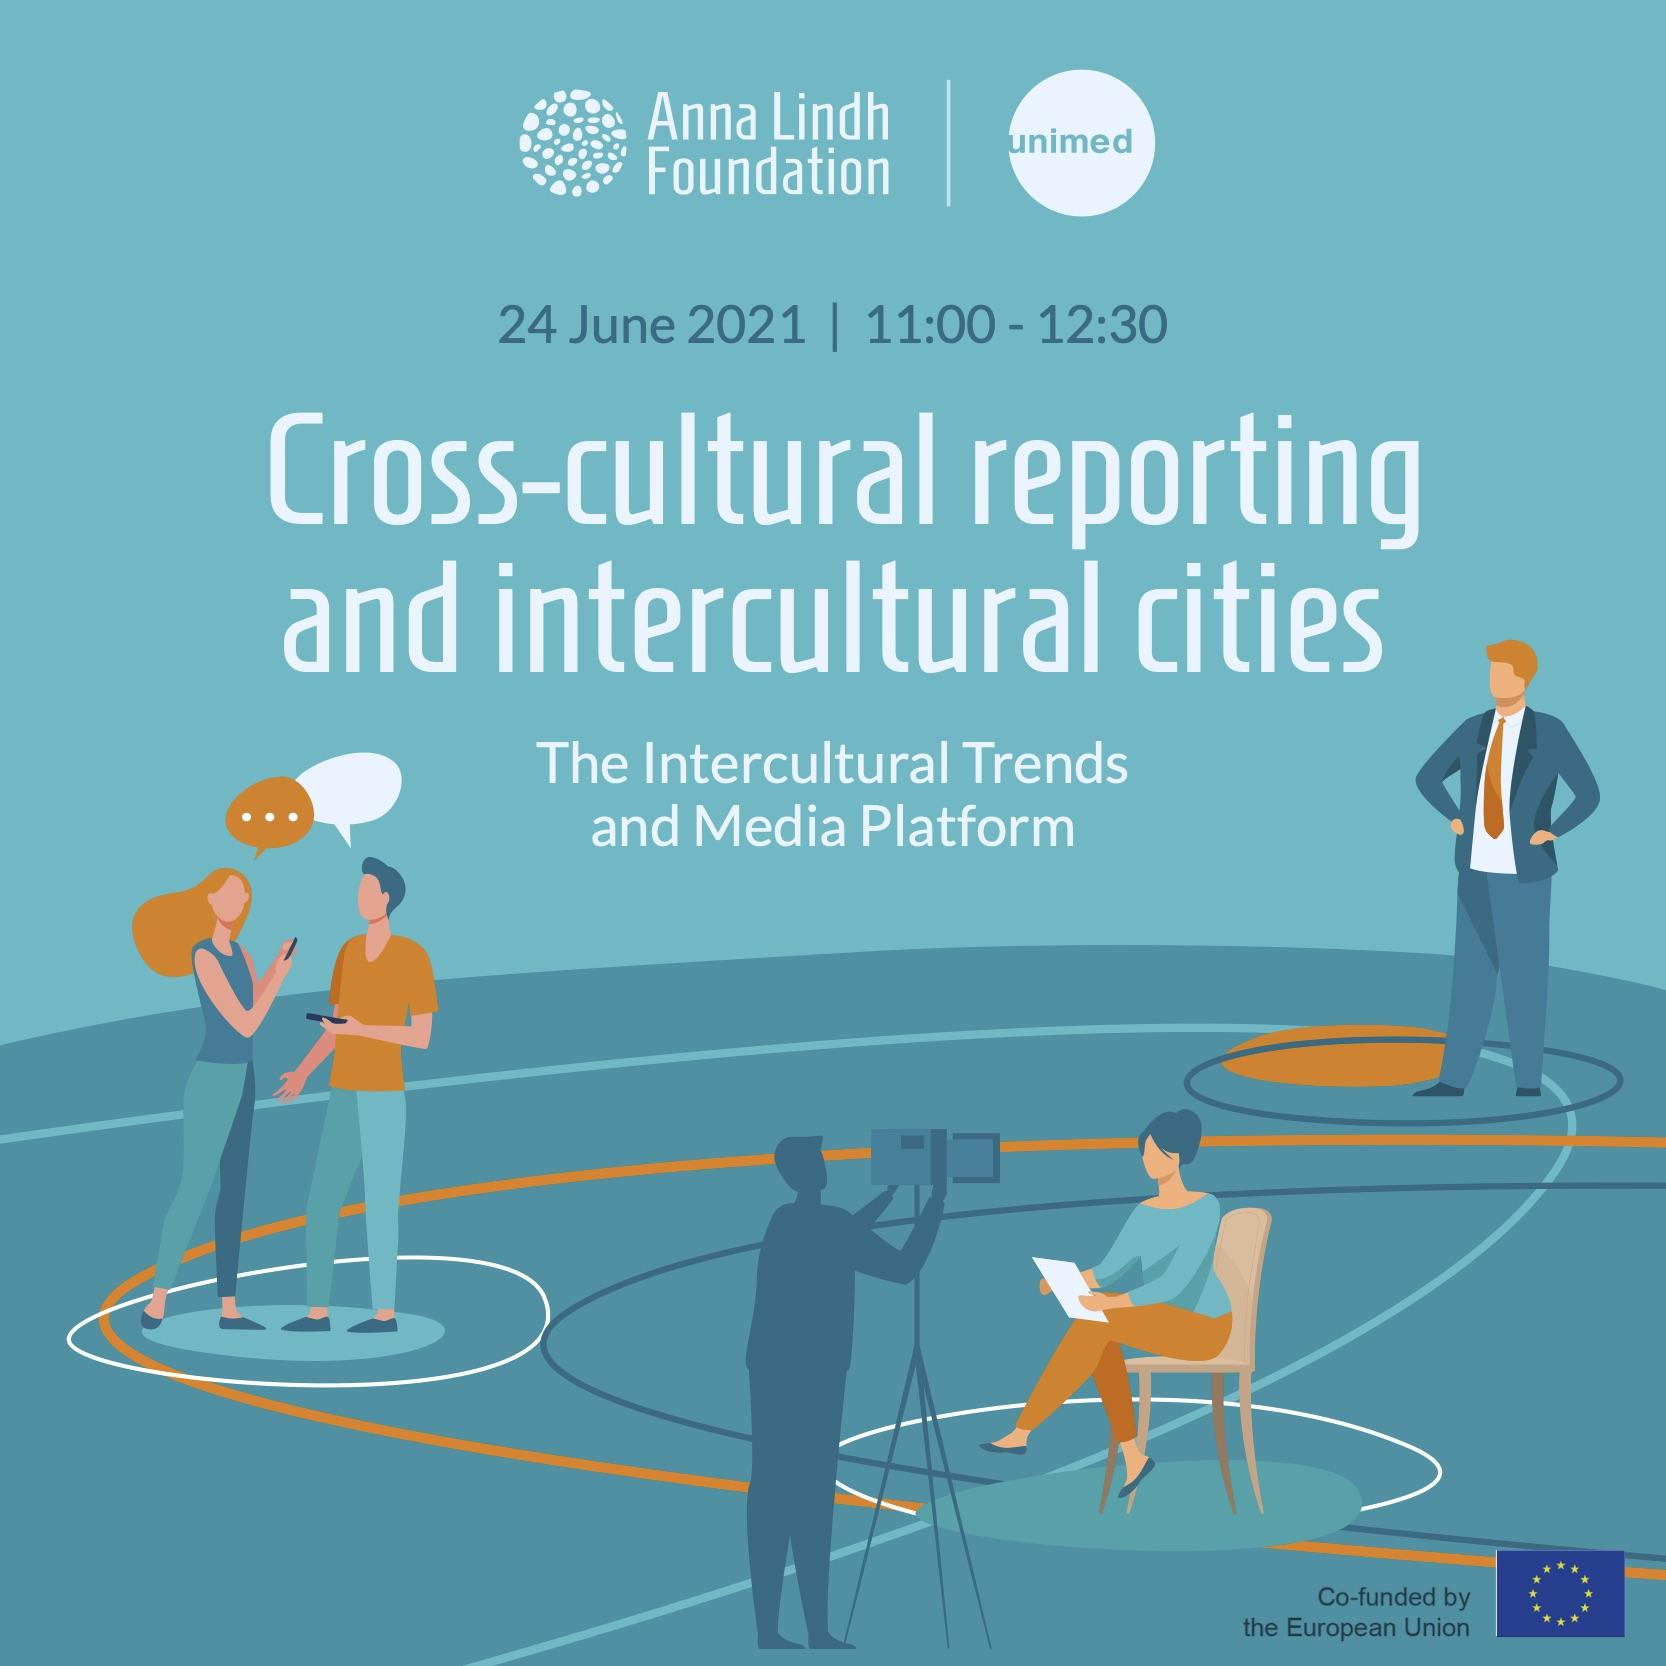 Anna Lindh
Foundation
unimed
24 June 2021 | 11:00 - 12:30
Cross-cultural reporting
and intercultural cities
The Intercultural Trends
and Media Platform
Co-funded by
the European Union